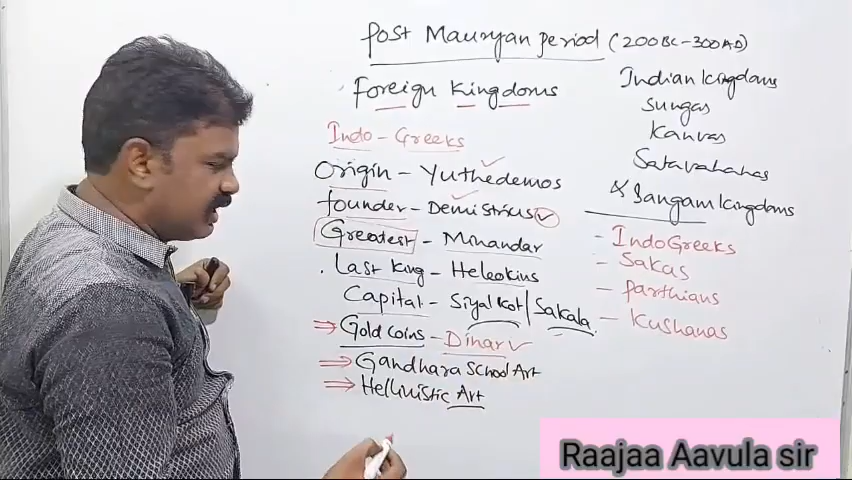 Post Mauryan Period (200BC-300AD)
Foreign Kingdoms
Indo-Greeks
Origin - Yuthedemos
founder - Demistrius
Greatest - Minandar
. Last King - Heleokius
Capital - Siyalkot/Sakala
⇒ Gold coins - Dinar
⇒ Gandhara School Art
⇒ Hellinistic Art
Indian kingdoms
Sungas
Kanvas
Satavahanas
& Sangam kingdoms
- IndoGreeks
- Sakas
- Parthians
- Kushanas
Raajaa Aavula sir